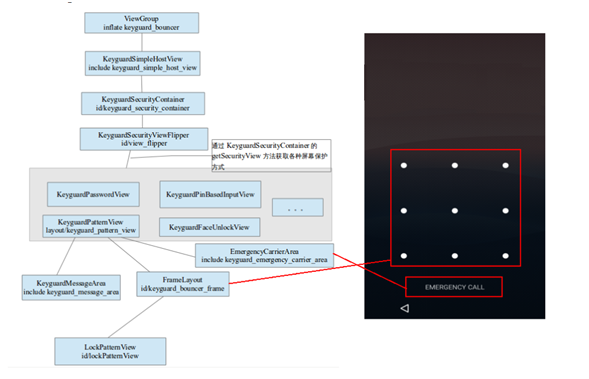 ViewGroup
inflate keyguard_bouncer
KeyguardSimpleHostView
include keyguard_simple_host_view
KeyguardSecurityContainer
id/keyguard_security_container
KeyguardSecurityViewFlipper
id/view_flipper
通过 KeyguardSecurityContainer 的
getSecurityView 方法获取各种屏幕保护
方式
KeyguardPasswordView
KeyguardPinBasedInputView
. . .
KeyguardPatternView
layout/keyguard_pattern_view
KeyguardFaceUnlockView
EmergencyCarrierArea
include keyguard_emergency_carrier_area
KeyguardMessageArea
include keyguard_message_area
FrameLayout
id/keyguard_bouncer_frame
LockPatternView
id/lockPatternView
EMERGENCY CALL